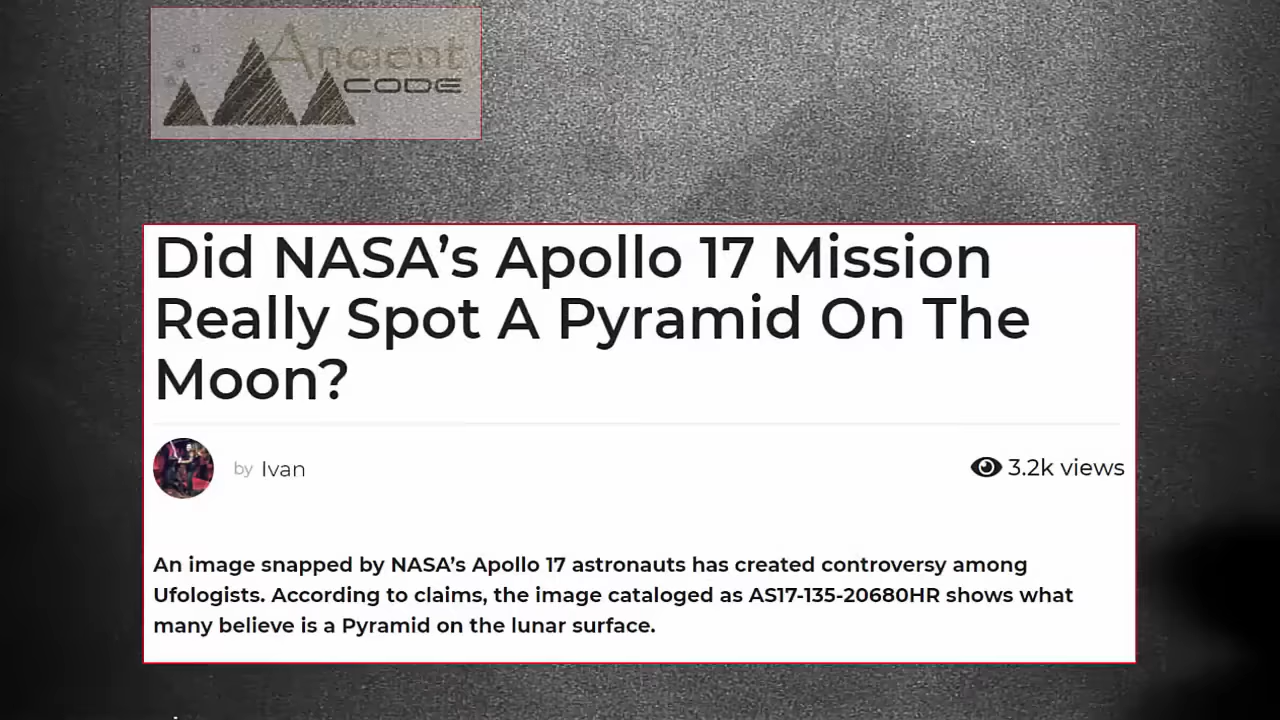 Ancient
CODE
Did NASA’s Apollo 17 Mission
Really Spot A Pyramid On The
Moon?
by Ivan
3.2k views
An image snapped by NASA’s Apollo 17 astronauts has created controversy among
Ufologists. According to claims, the image cataloged as AS17-135-20680HR shows what
many believe is a Pyramid on the lunar surface.